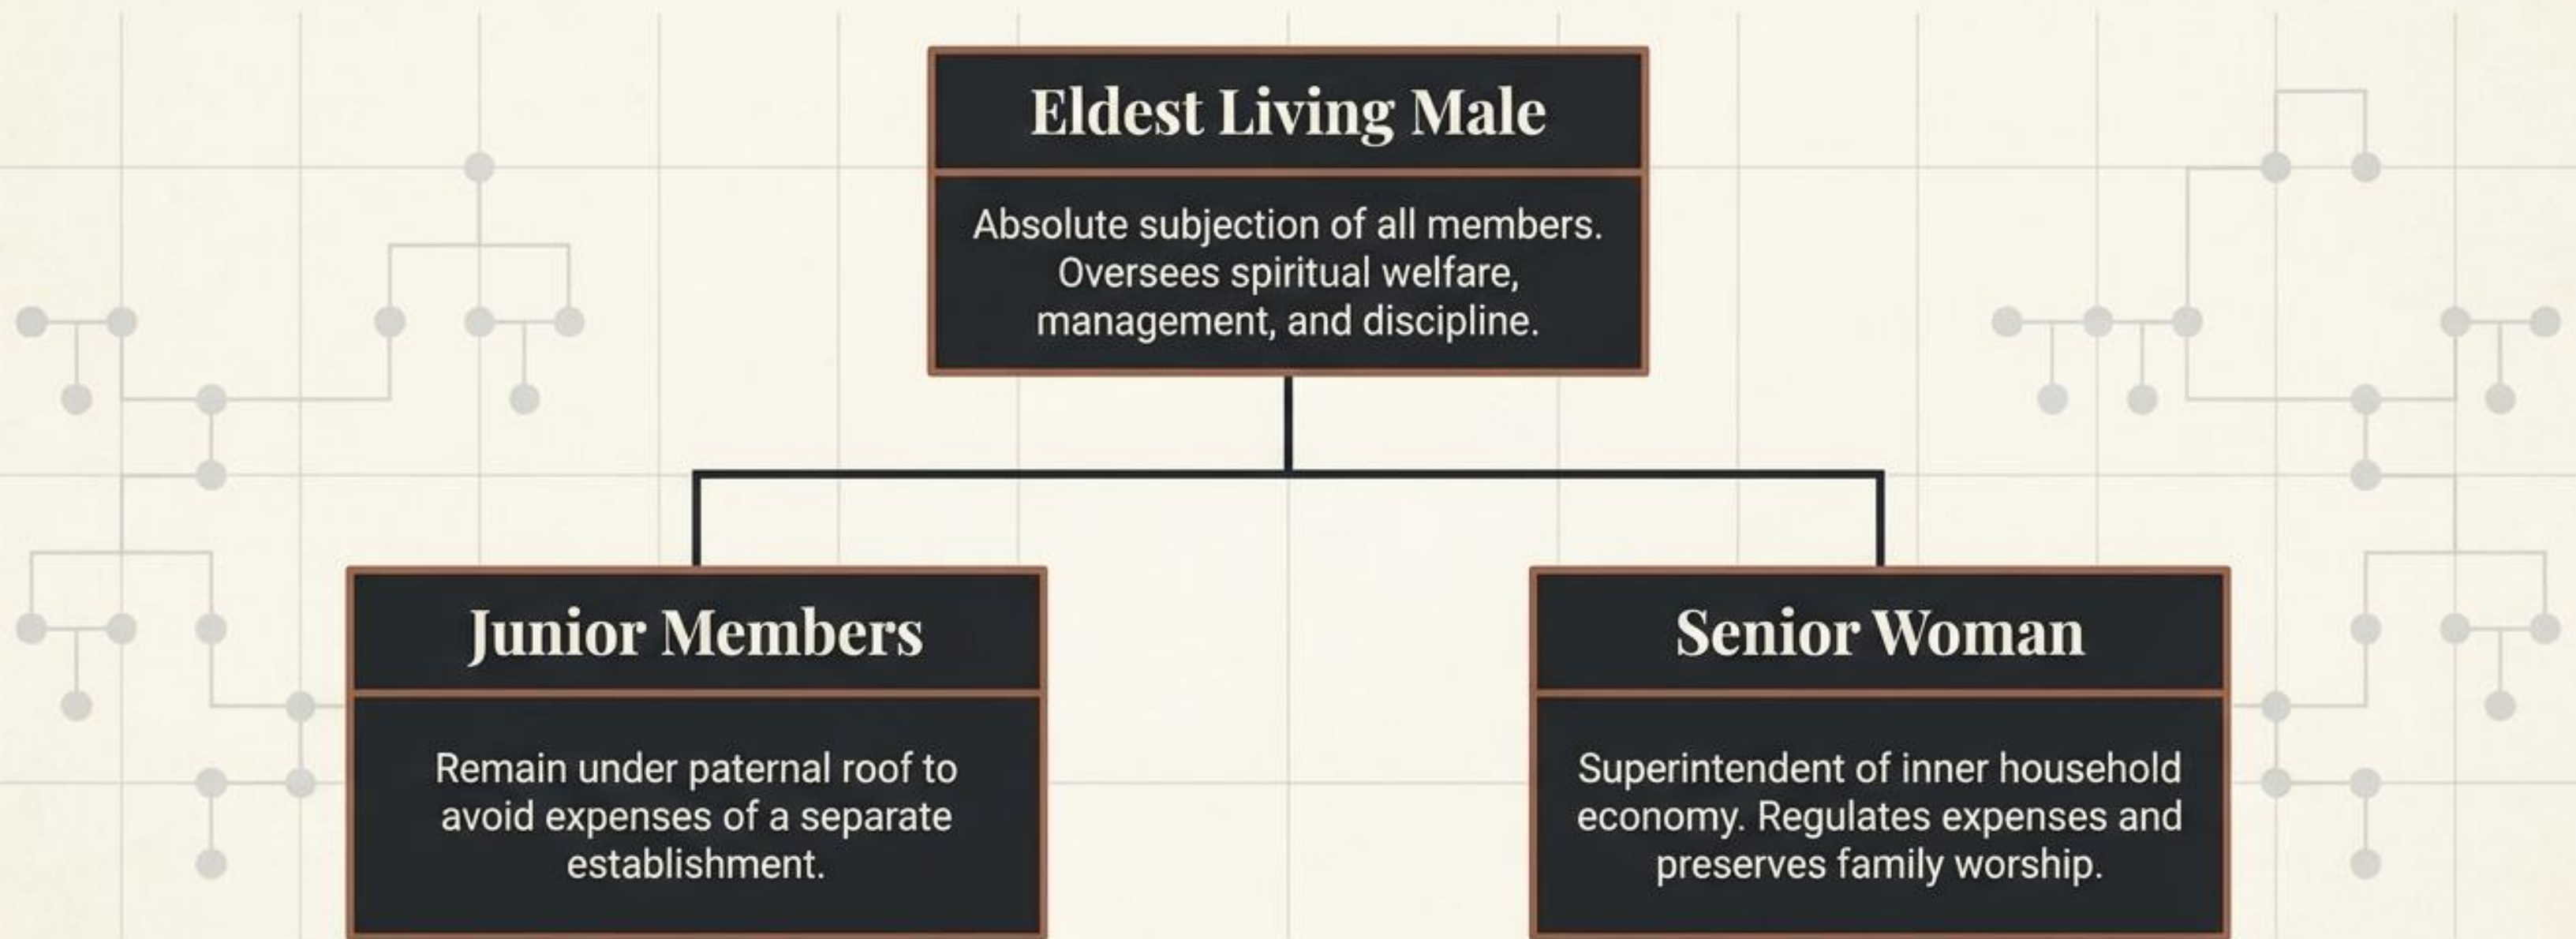 Eldest Living Male
Absolute subjection of all members.
Oversees spiritual welfare,
management, and discipline.
Junior Members
Remain under paternal roof to
avoid expenses of a separate
establishment.
Senior Woman
Superintendent of inner household
economy. Regulates expenses and
preserves family worship.